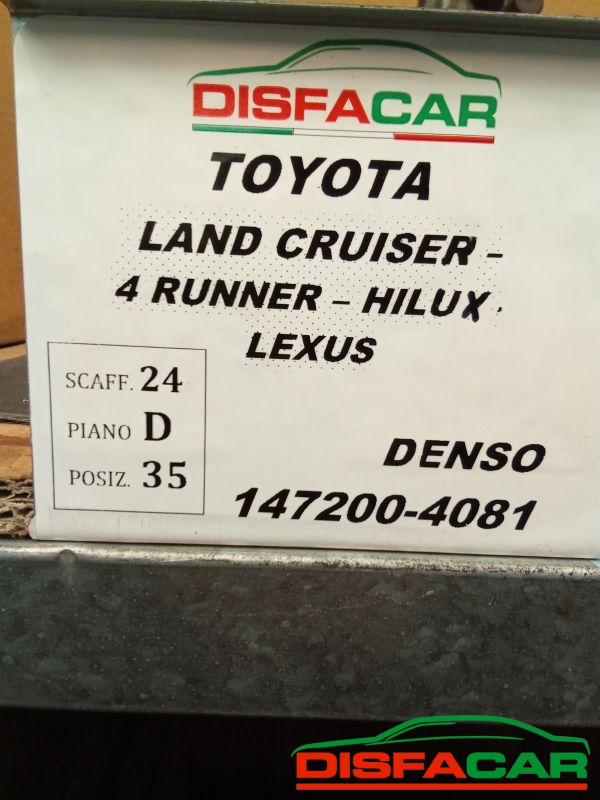 DISFACAR
TOYOTA
LAND CRUISER –
4 RUNNER – HILUX
LEXUS
SCAFF. 24
PIANO D
POSIZ. 35
DENSO
147200-4081
DISFACAR